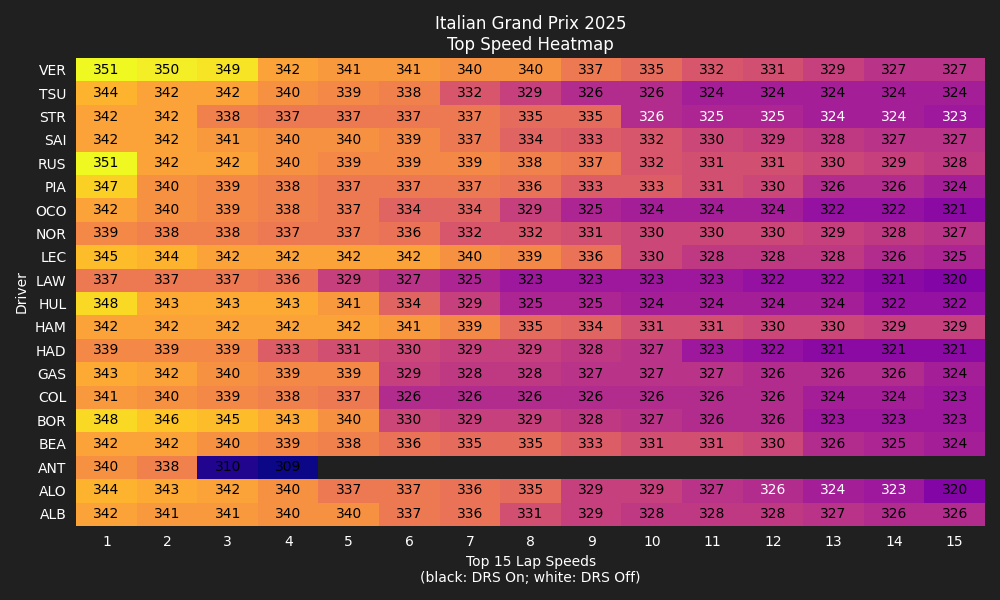 Italian Grand Prix 2025
Top Speed Heatmap
Driver
VER 351 350 349 342 341 341 340 340 337 335 332 331 329 327 327
TSU 344 342 342 340 339 338 332 329 326 326 324 324 324 324 324
STR 342 342 338 337 337 337 337 335 335 326 325 325 324 324 323
SAI 342 342 341 340 340 339 337 334 333 332 330 329 328 327 327
RUS 351 342 342 340 339 339 339 338 337 332 331 331 330 329 328
PIA 347 340 339 338 337 337 337 336 333 333 331 330 326 326 324
OCO 342 340 339 338 337 334 334 329 325 324 324 324 322 322 321
NOR 339 338 338 337 337 336 332 332 331 330 330 330 329 328 327
LEC 345 344 342 342 342 342 340 339 336 330 328 328 328 326 325
LAW 337 337 337 336 329 327 325 323 323 323 323 322 322 321 320
HUL 348 343 343 343 341 334 329 325 325 324 324 324 324 322 322
HAM 342 342 342 342 342 341 339 335 334 331 331 330 330 329 329
HAD 339 339 339 333 331 330 329 329 328 327 323 322 321 321 321
GAS 343 342 340 339 339 329 328 328 327 327 327 326 326 326 324
COL 341 340 339 338 337 326 326 326 326 326 326 326 324 324 323
BOR 348 346 345 343 340 330 329 329 328 327 326 326 323 323 323
BEA 342 342 340 339 338 336 335 335 333 331 331 330 326 325 324
ANT 340 338 310 309
ALO 344 343 342 340 337 337 336 335 329 329 327 326 324 323 320
ALB 342 341 341 340 340 337 336 331 329 328 328 328 327 326 326
1 2 3 4 5 6 7 8 9 10 11 12 13 14 15
Top 15 Lap Speeds
(black: DRS On; white: DRS Off)